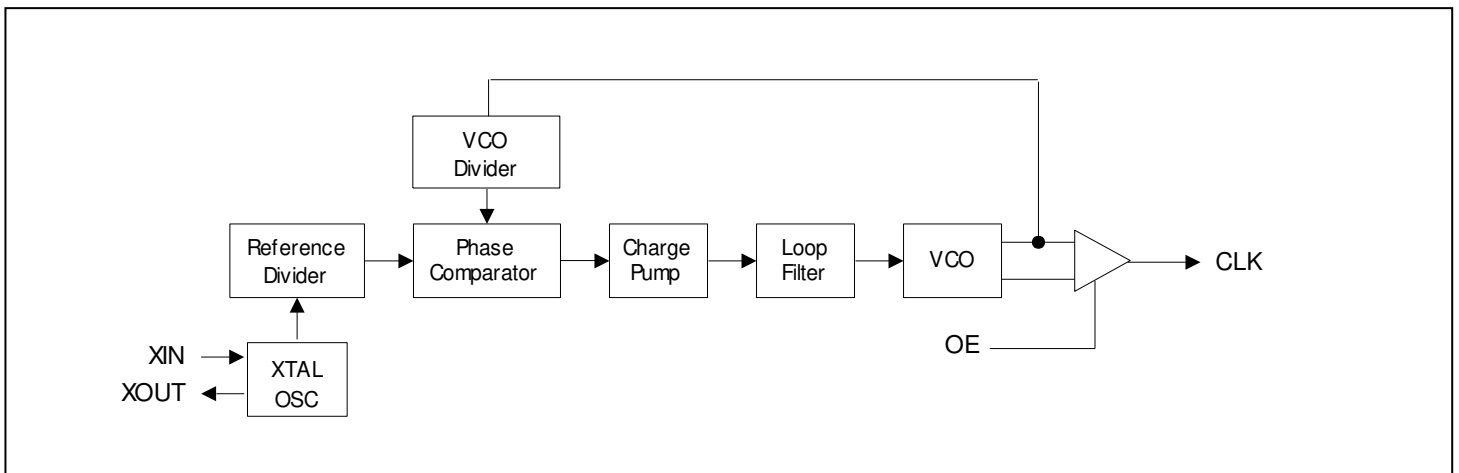 VCO
Divider
Reference
Divider
Phase
Comparator
Charge
Pump
Loop
Filter
VCO
CLK
XIN
XOUT
XTAL
OSC
OE